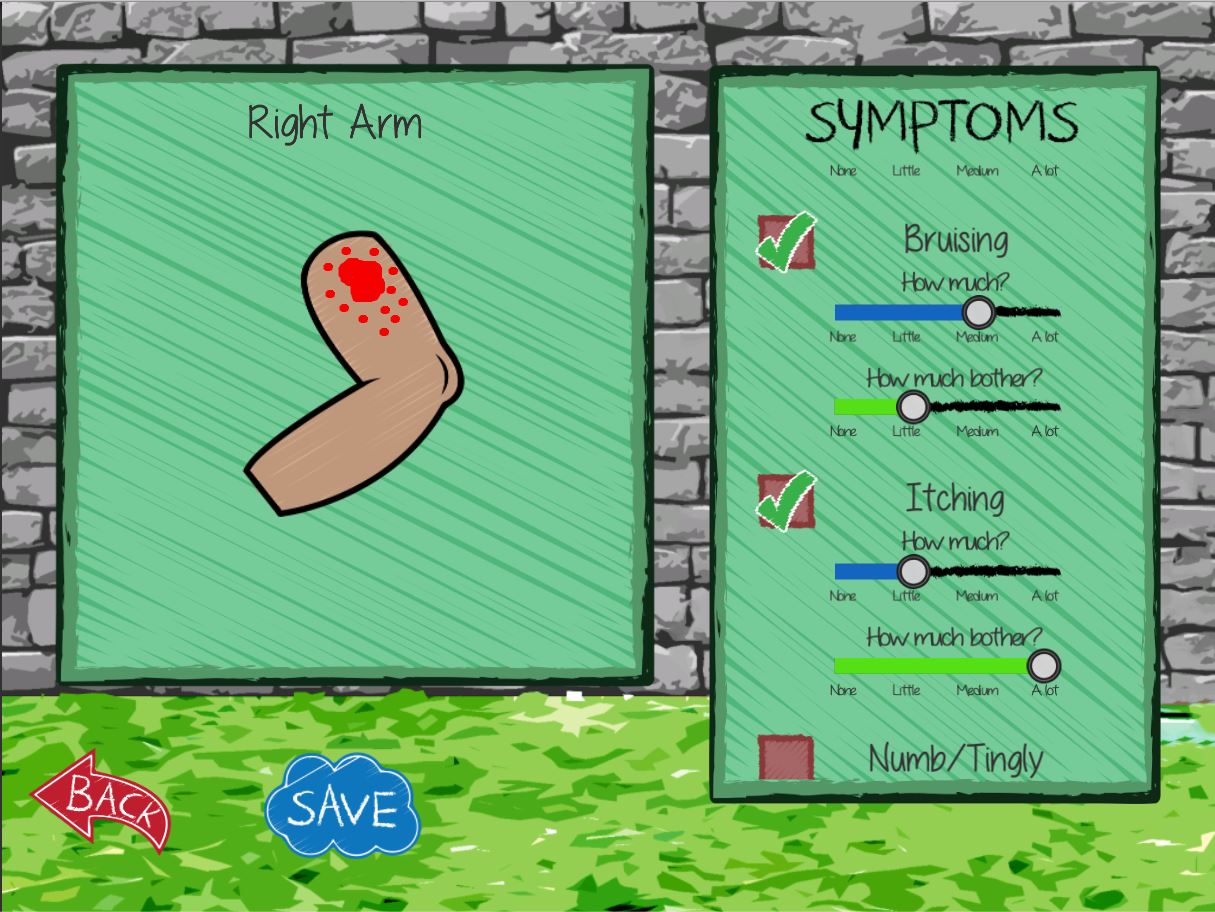 Right Arm
SYMPTOMS
None Little Medium A lot
Bruising
How much?
None Little Medium A lot
How much bother?
None Little Medium A lot
Itching
How much?
None Little Medium A lot
How much bother?
None Little Medium A lot
Numb/Tingly
BACK
SAVE